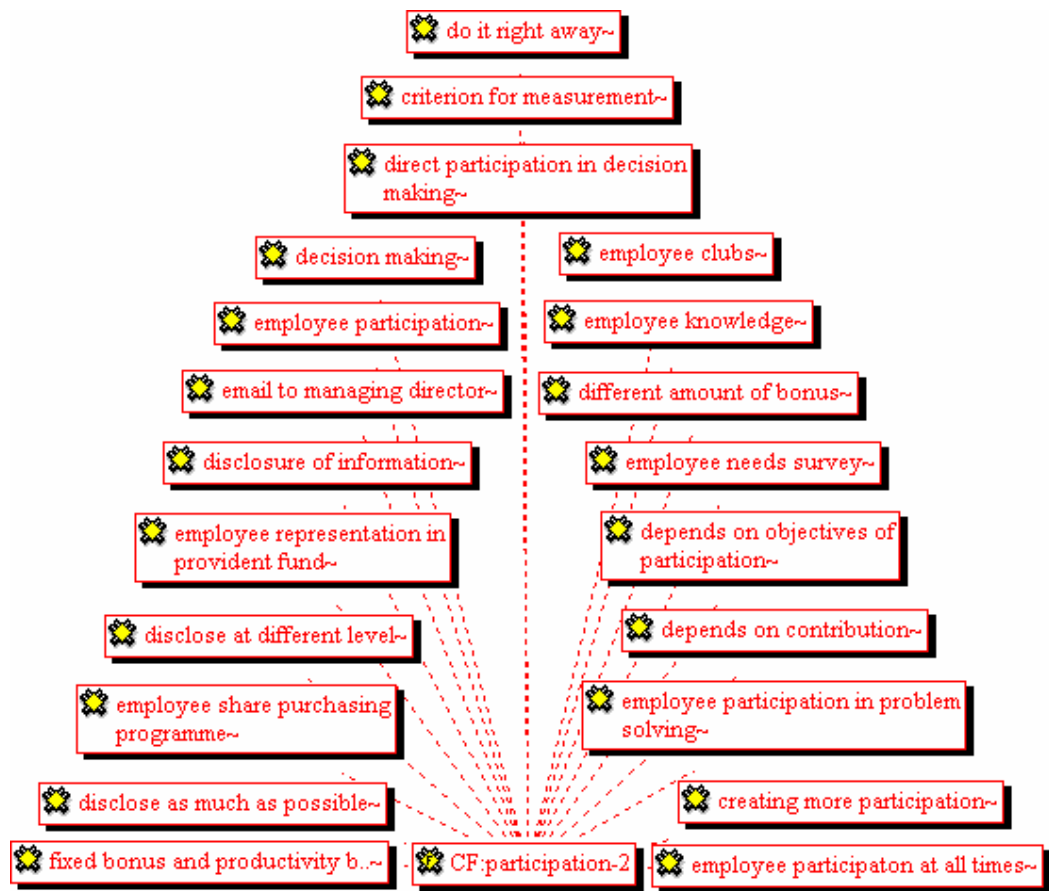 do it right away~
criterion for measurement~
direct participation in decision
making~
decision making~
employee clubs~
employee participation~
employee knowledge~
email to managing director~
different amount of bonus~
disclosure of information~
employee needs survey~
employee representation in
provident fund~
depends on objectives of
participation~
disclose at different level~
depends on contribution~
employee share purchasing
programme~
employee participation in problem
solving~
disclose as much as possible~
creating more participation~
fixed bonus and productivity b..~
F CF:participation-2
employee participaton at all times~